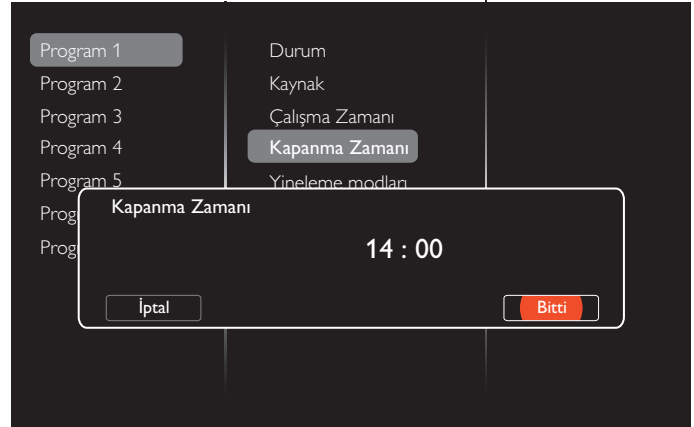 Program 1
Program 2
Program 3
Program 4
Program 5
Durum
Kaynak
Çalışma Zamanı
Kapanma Zamanı
Yineleme modları
Kapanma Zamanı
14 : 00
İptal
Bitti